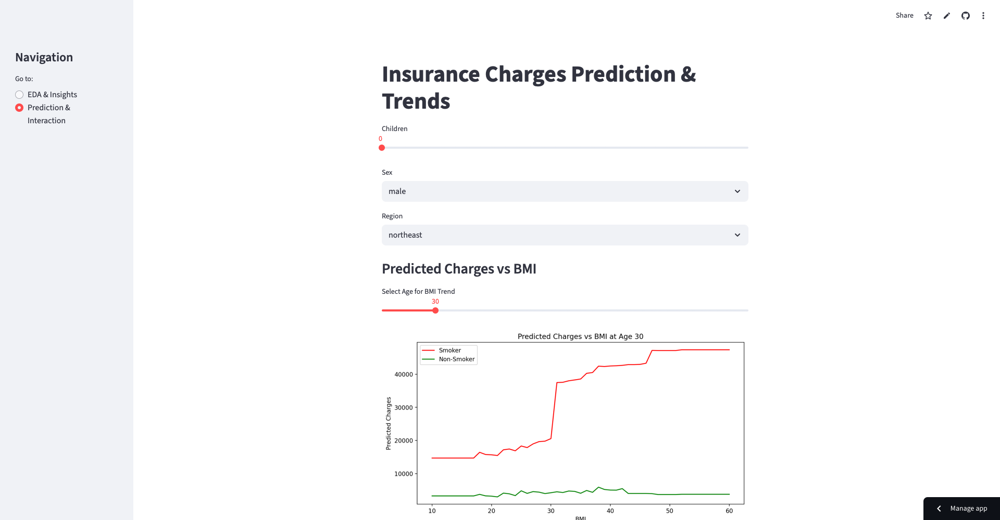 Share
Navigation
Go to:
EDA & Insights
Prediction &
Interaction
Insurance Charges Prediction &
Trends
Children
0
Sex
male
Region
northeast
Predicted Charges vs BMI
Select Age for BMI Trend
30
Predicted Charges vs BMI at Age 30
Smoker
Non-Smoker
Predicted Charges
40000
30000
20000
10000
10 20 30 40 50 60
BMI
Manage app